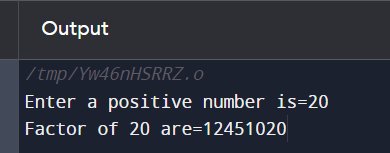 Output
/tmp/Yw46nHSRRZ.o
Enter a positive number is=20
Factor of 20 are=12451020